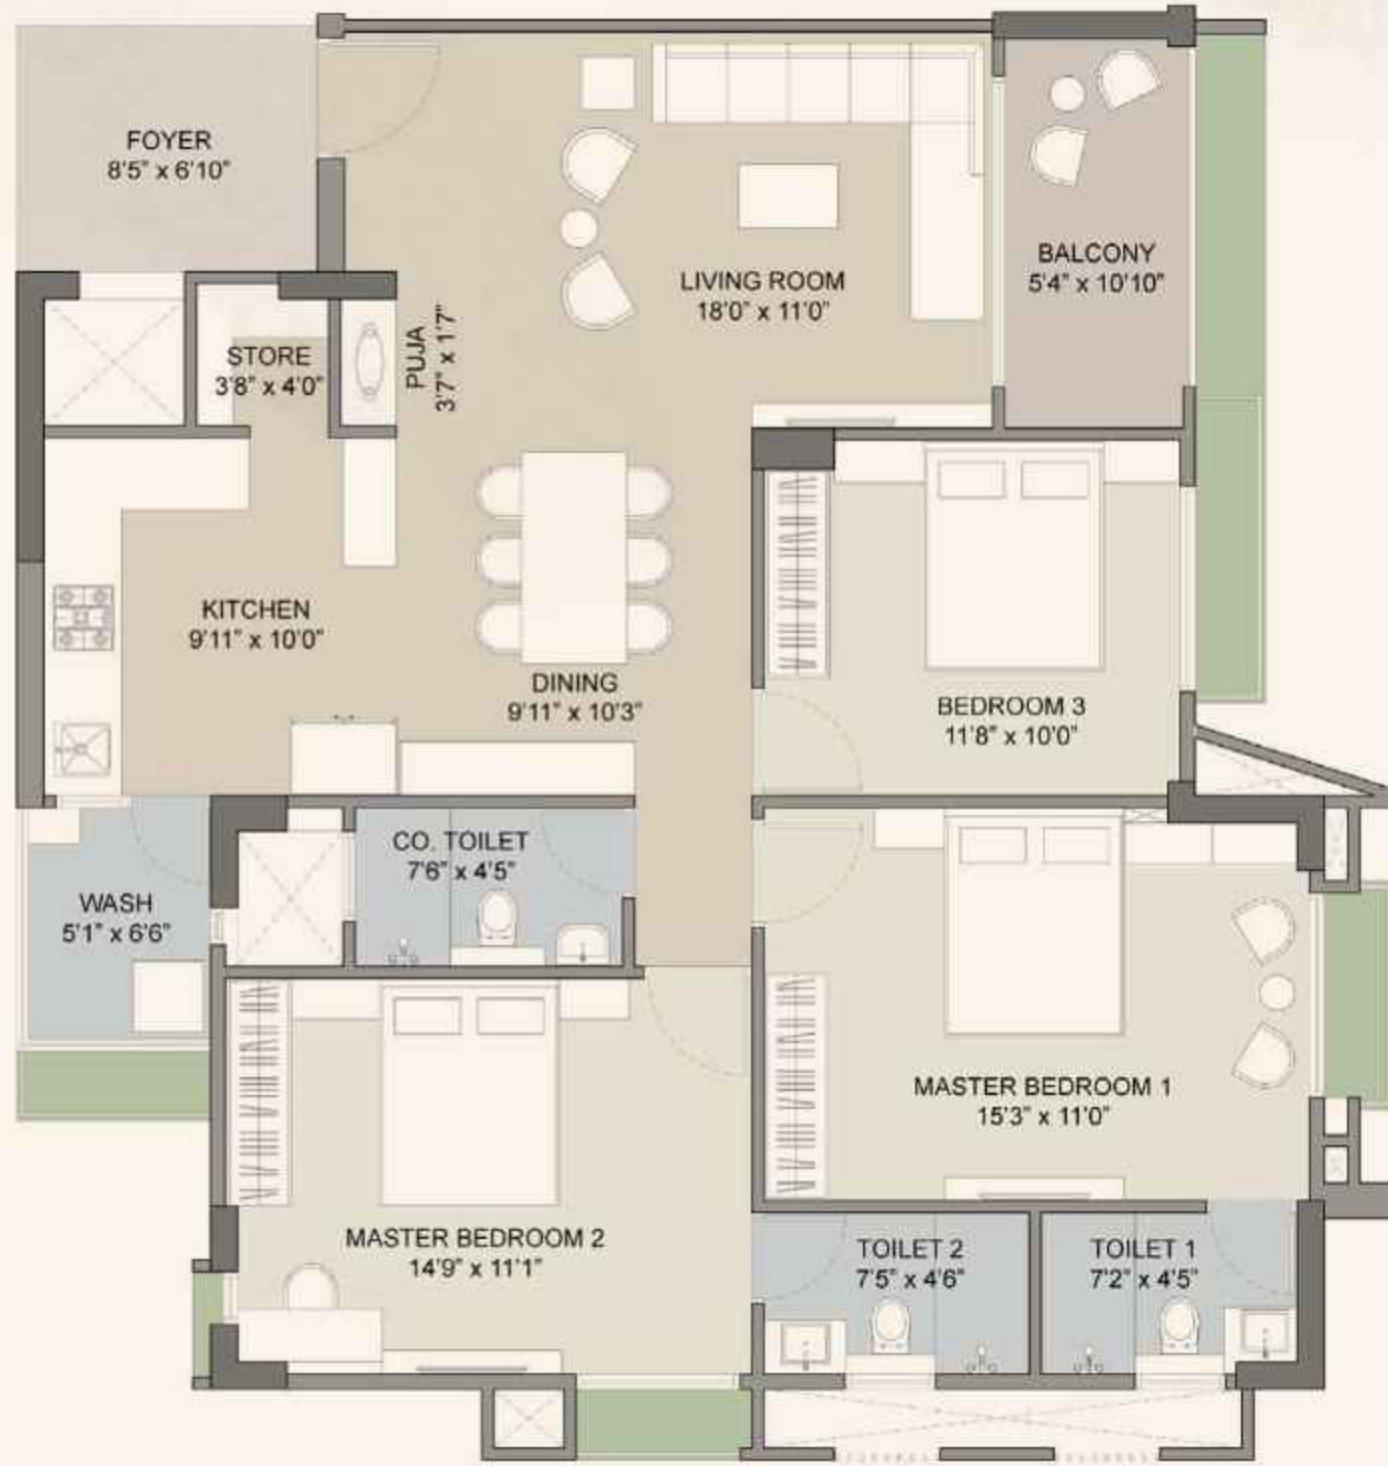 FOYER
8'5" x 6'10"
BALCONY
5'4" x 10'10"
LIVING ROOM
18'0" x 11'0"
STORE
3'8" x 4'0"
PUJA
3'7" x 1'7"
KITCHEN
9'11" x 10'0"
DINING
9'11" x 10'3"
BEDROOM 3
11'8" x 10'0"
CO. TOILET
7'6" x 4'5"
WASH
5'1" x 6'6"
MASTER BEDROOM 1
15'3" x 11'0"
MASTER BEDROOM 2
14'9" x 11'1"
TOILET 2
7'5" x 4'6"
TOILET 1
7'2" x 4'5"